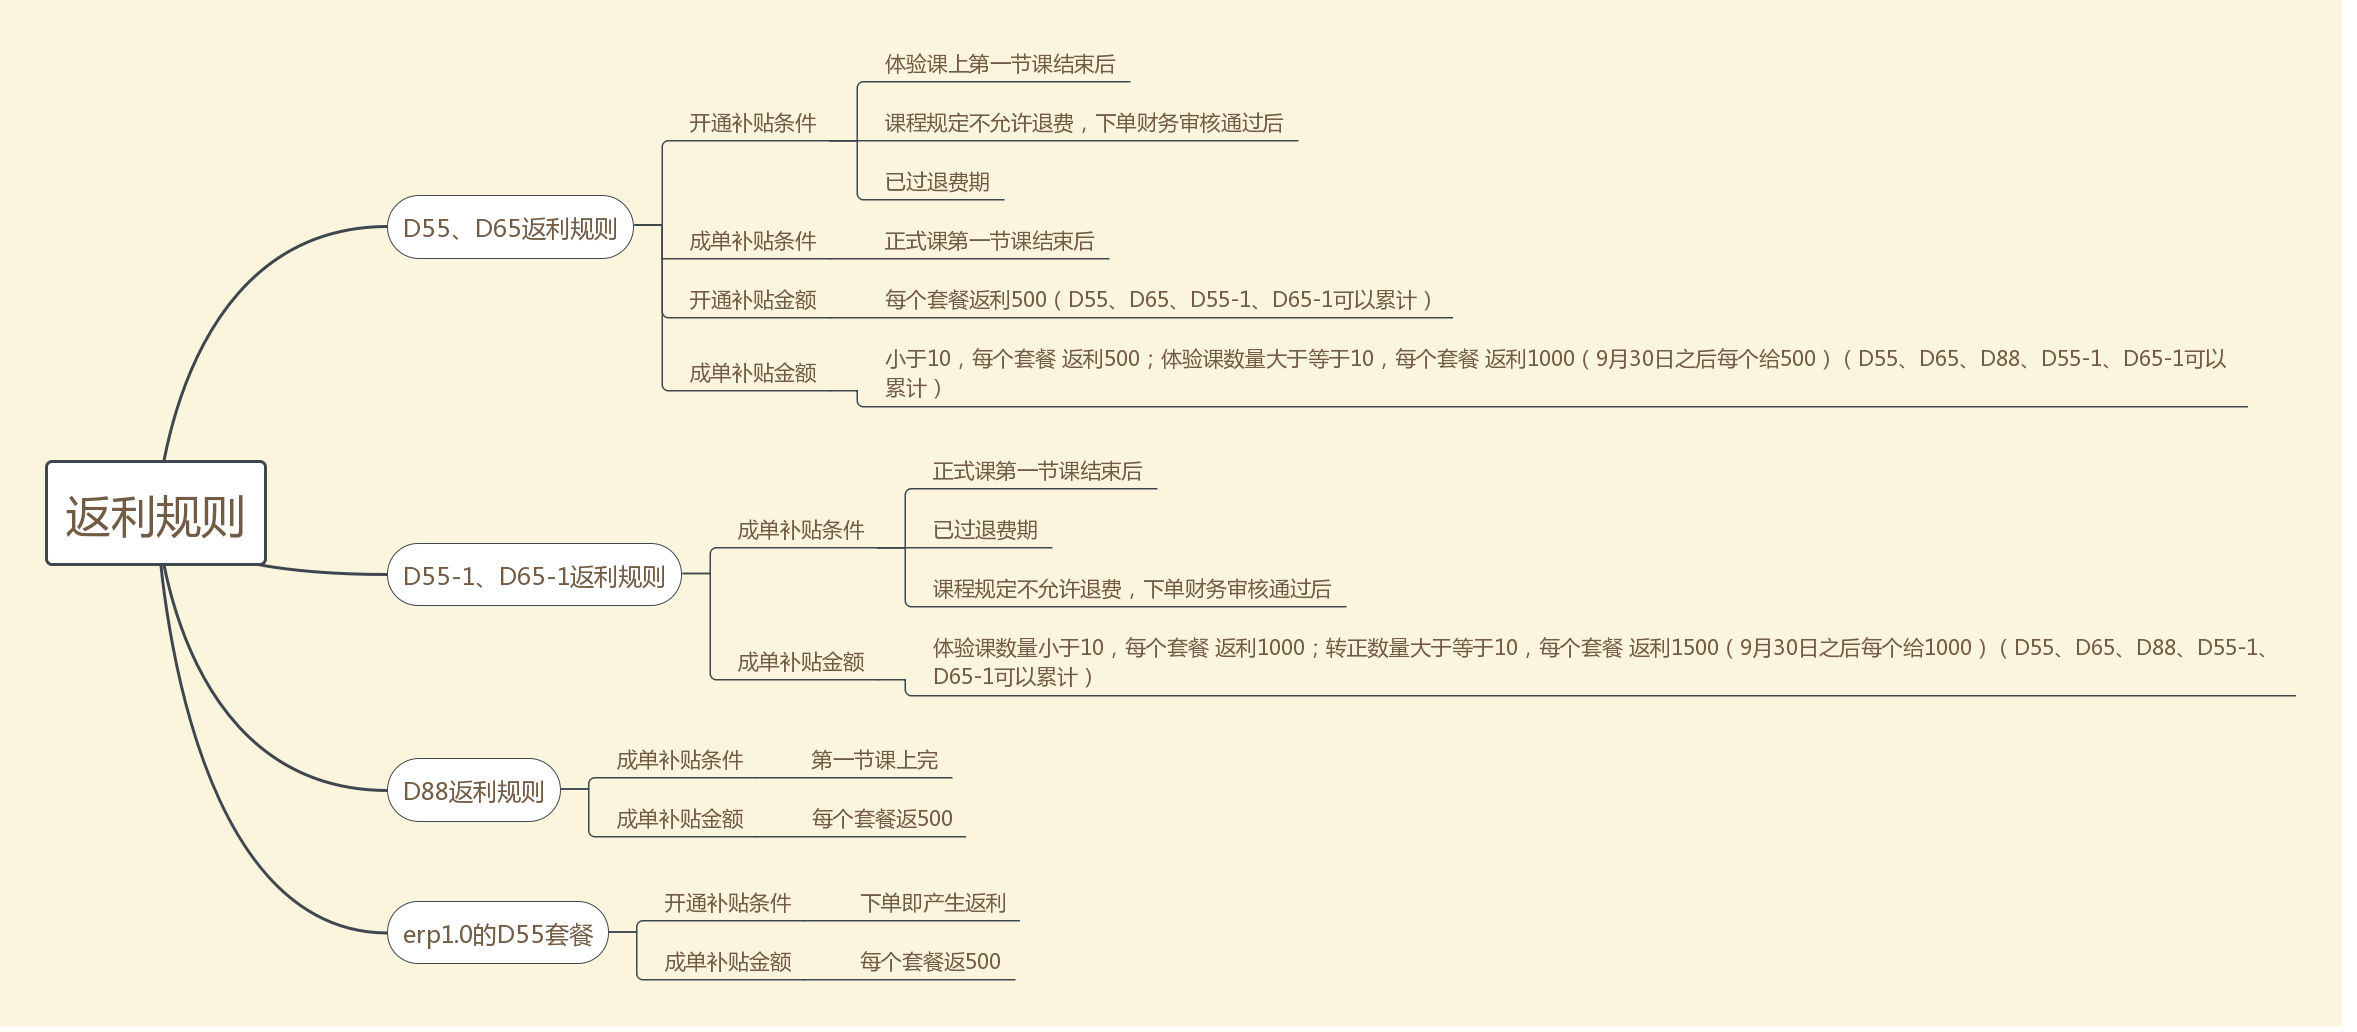 返利规则
D55、D65返利规则
开通补贴条件
体验课上第一节课结束后
课程规定不允许退费，下单财务审核通过后
已过退费期
成单补贴条件
正式课第一节课结束后
开通补贴金额
每个套餐返利500（D55、D65、D55-1、D65-1可以累计）
成单补贴金额
小于10，每个套餐 返利500；体验课数量大于等于10，每个套餐 返利1000（9月30日之后每个给500）（D55、D65、D88、D55-1、D65-1可以
累计）
D55-1、D65-1返利规则
成单补贴条件
正式课第一节课结束后
已过退费期
课程规定不允许退费，下单财务审核通过后
成单补贴金额
体验课数量小于10，每个套餐 返利1000；转正数量大于等于10，每个套餐 返利1500（9月30日之后每个给1000）（D55、D65、D88、D55-1、
D65-1可以累计）
D88返利规则
成单补贴条件
第一节课上完
成单补贴金额
每个套餐返500
erp1.0的D55套餐
开通补贴条件
下单即产生返利
成单补贴金额
每个套餐返500